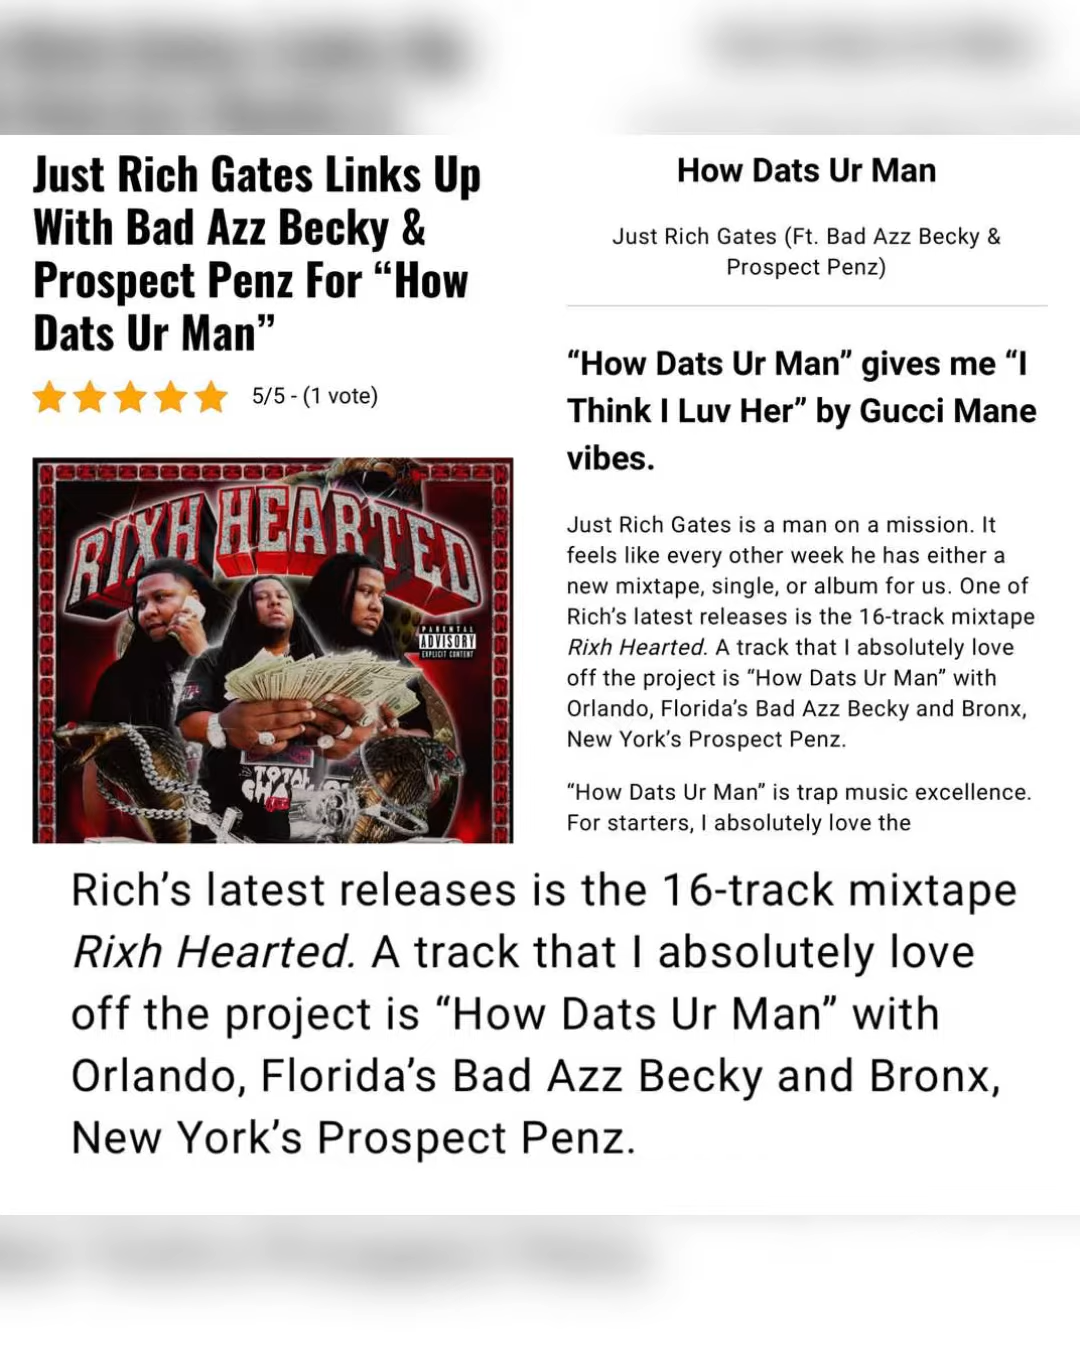 Just Rich Gates Links Up
With Bad Azz Becky &
Prospect Penz For “How
Dats Ur Man”
5/5 - (1 vote)
RIXH HEARTED
PARENTAL
ADVISORY
EXPLICIT CONTENT
TOTAL
How Dats Ur Man
Just Rich Gates (Ft. Bad Azz Becky &
Prospect Penz)
“How Dats Ur Man” gives me “I
Think I Luv Her” by Gucci Mane
vibes.
Just Rich Gates is a man on a mission. It
feels like every other week he has either a
new mixtape, single, or album for us. One of
Rich’s latest releases is the 16-track mixtape
Rixh Hearted. A track that I absolutely love
off the project is “How Dats Ur Man” with
Orlando, Florida’s Bad Azz Becky and Bronx,
New York’s Prospect Penz.
“How Dats Ur Man” is trap music excellence.
For starters, I absolutely love the
Rich’s latest releases is the 16-track mixtape
Rixh Hearted. A track that I absolutely love
off the project is “How Dats Ur Man” with
Orlando, Florida’s Bad Azz Becky and Bronx,
New York’s Prospect Penz.